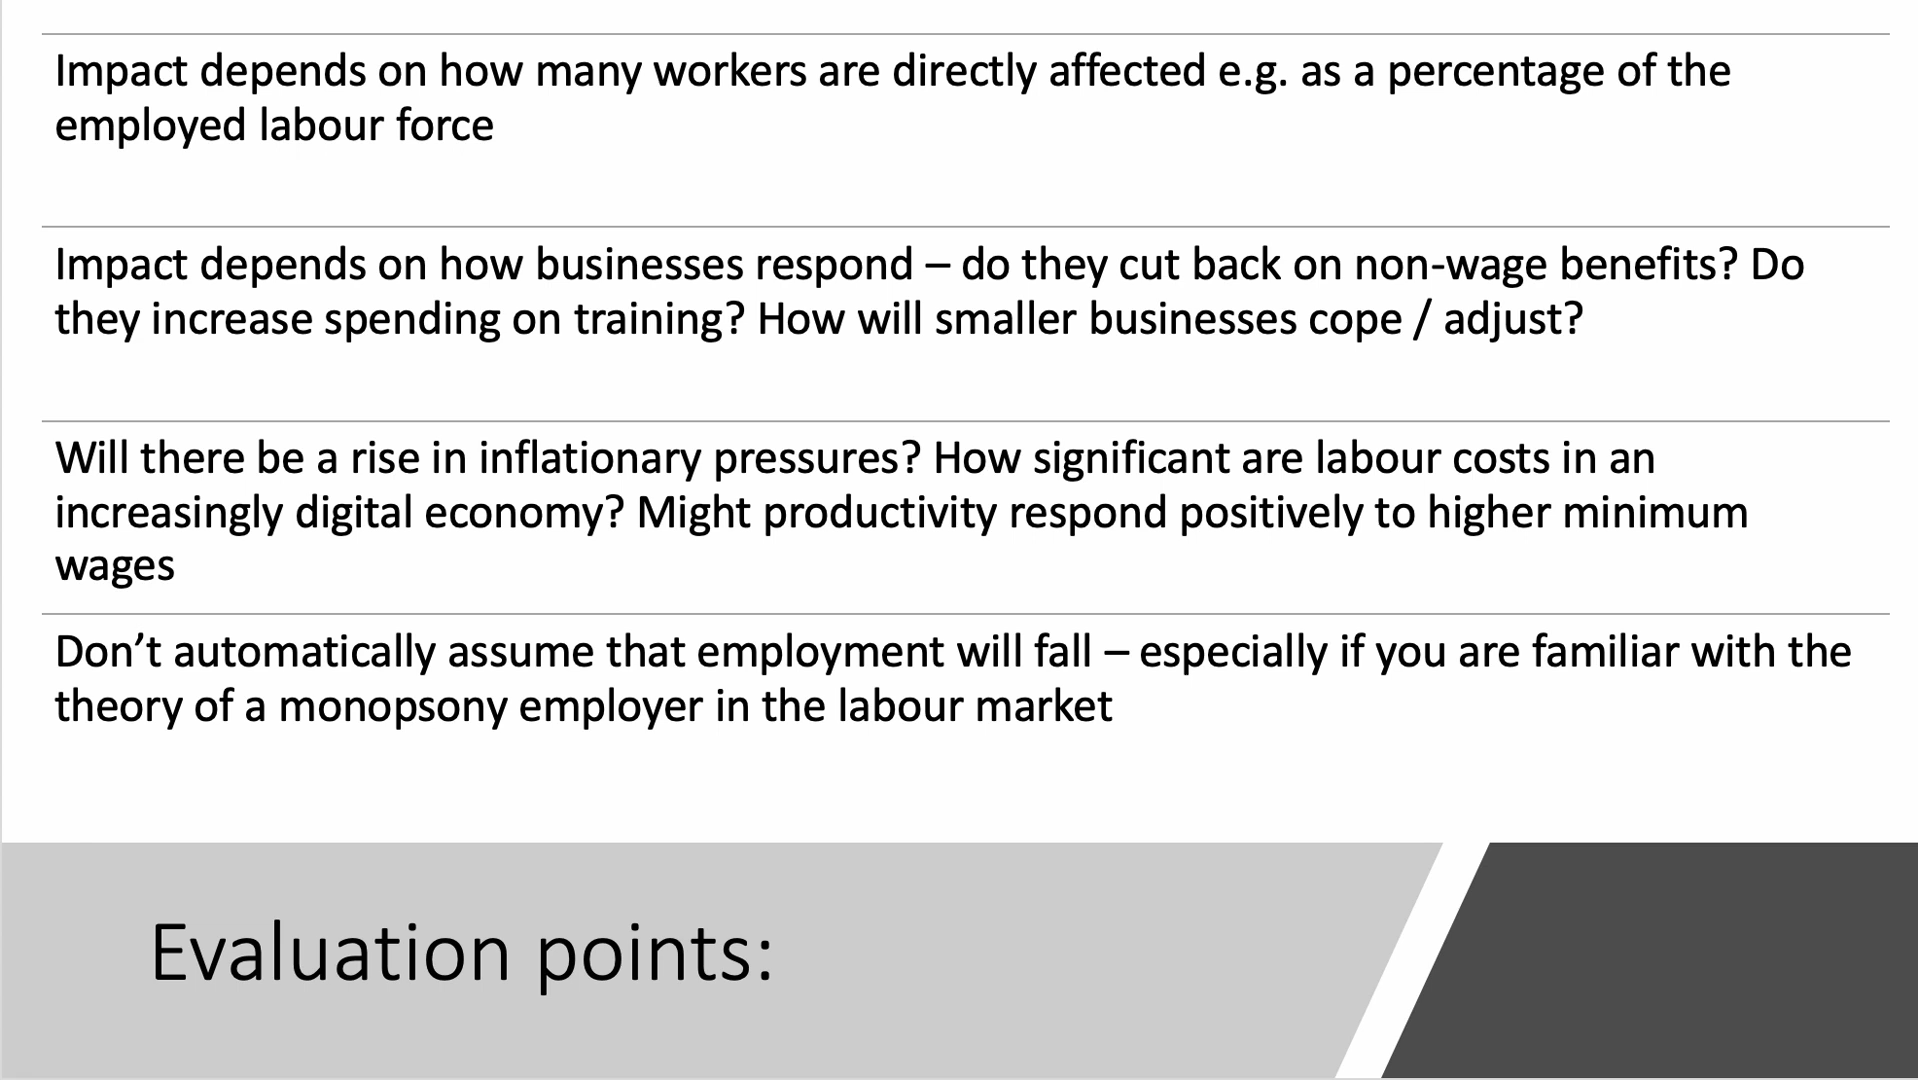 Impact depends on how many workers are directly affected e.g. as a percentage of the
employed labour force
Impact depends on how businesses respond – do they cut back on non-wage benefits? Do
they increase spending on training? How will smaller businesses cope / adjust?
Will there be a rise in inflationary pressures? How significant are labour costs in an
increasingly digital economy? Might productivity respond positively to higher minimum
wages
Don’t automatically assume that employment will fall – especially if you are familiar with the
theory of a monopsony employer in the labour market
Evaluation points: